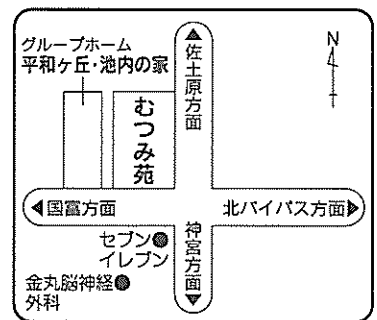 グループホーム
平和ヶ丘・池内の家
むつみ苑
▲佐土原方面
N
◀国富方面
北バイパス方面▶
神宮方面▼
セブン
イレブン
金丸脳神経
外科